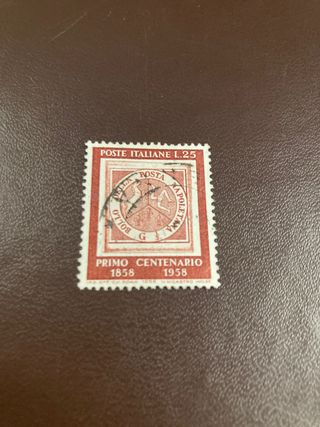 POSTE ITALIANE L.25
BOLLO DELLA POSTA NAPOLETANA
G
PRIMO CENTENARIO
1858 1958